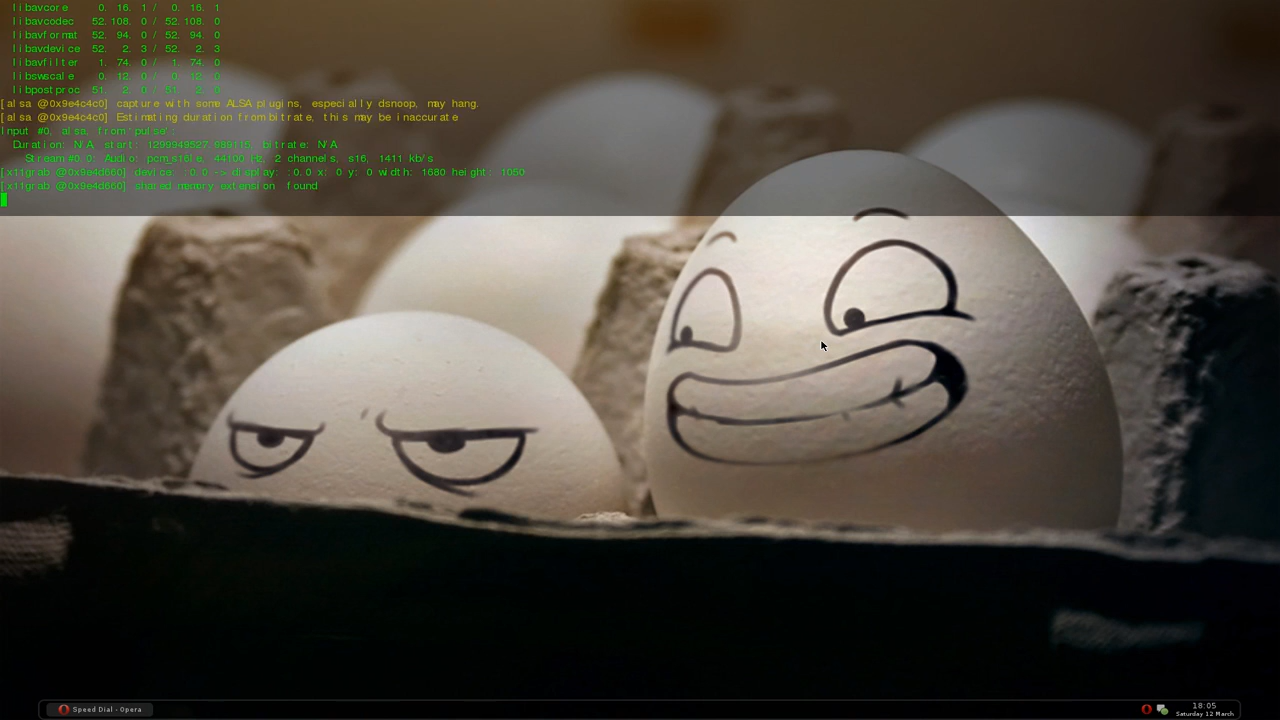 libavcore 0. 16. 1 / 0. 16. 1
libavcodec 52.108. 0 / 52.108. 0
libavformat 52. 94. 0 / 52. 94. 0
libavdevice 52. 2. 3 / 52. 2. 3
libavfilter 1. 74. 0 / 1. 74. 0
libswscale 0. 12. 0 / 0. 12. 0
libpostproc 51. 2. 0 / 51. 2. 0
[alsa @0x9e4c4c0] capture with some ALSA plugins, especially dsnoop, may hang.
[alsa @0x9e4c4c0] Estimating duration from bitrate, this may be inaccurate
Input #0, alsa, from 'pulse':
Duration: N/A, start: 1299949527.989115, bitrate: N/A
Stream #0.0: Audio: pcm_s16le, 44100 Hz, 2 channels, s16, 1411 kb/s
[x11grab @0x9e4d660] device: :0.0 -> display: :0.0 x: 0 y: 0 width: 1680 height: 1050
[x11grab @0x9e4d660] shared memory extension found
Speed Dial - Opera
18:05
Saturday 12 March